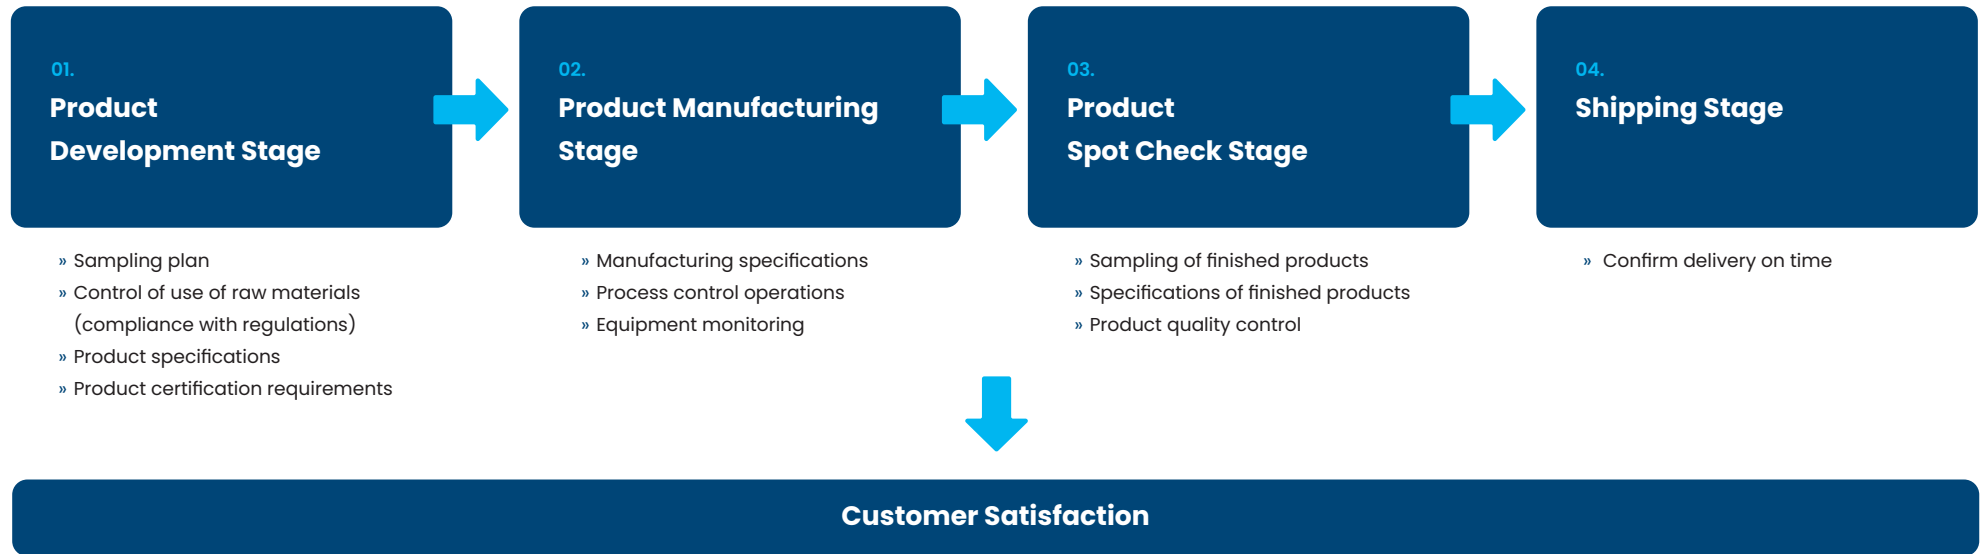 01.
Product
Development Stage
» Sampling plan
» Control of use of raw materials
(compliance with regulations)
» Product specifications
» Product certification requirements
02.
Product Manufacturing
Stage
» Manufacturing specifications
» Process control operations
» Equipment monitoring
03.
Product
Spot Check Stage
» Sampling of finished products
» Specifications of finished products
» Product quality control
04.
Shipping Stage
» Confirm delivery on time
Customer Satisfaction